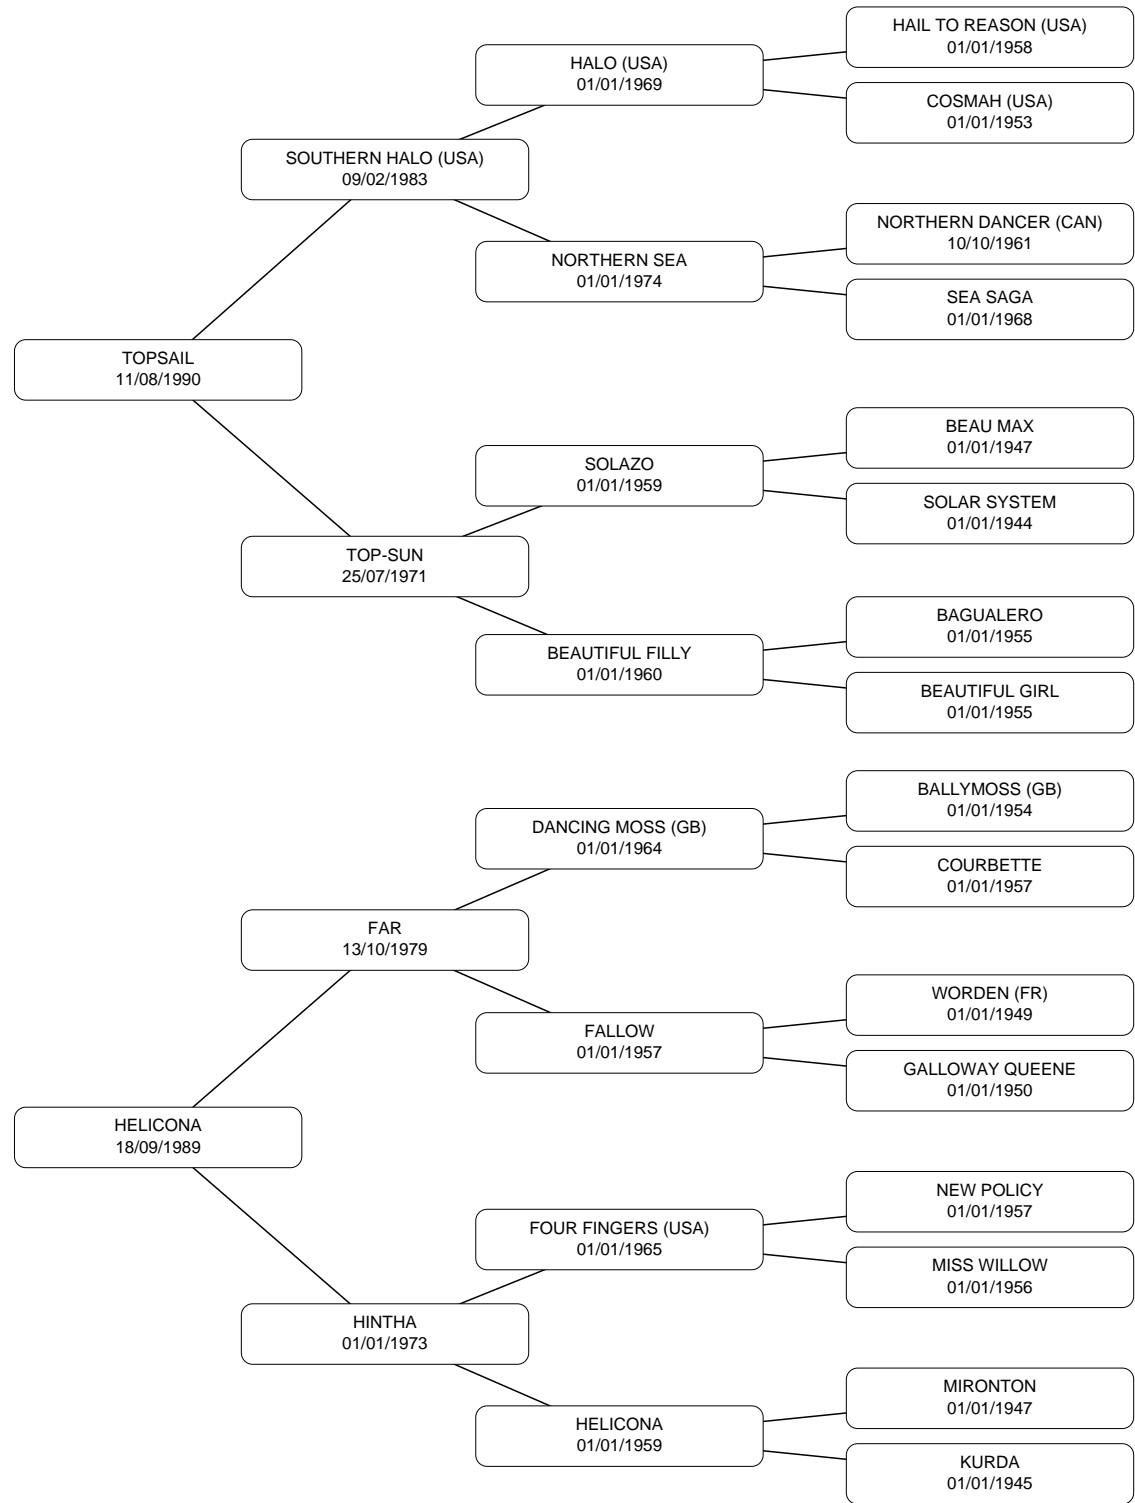 HAIL TO REASON (USA)
01/01/1958
HALO (USA)
01/01/1969
COSMAH (USA)
01/01/1953
SOUTHERN HALO (USA)
09/02/1983
NORTHERN DANCER (CAN)
10/10/1961
NORTHERN SEA
01/01/1974
SEA SAGA
01/01/1968
TOPSAIL
11/08/1990
BEAU MAX
01/01/1947
SOLAZO
01/01/1959
SOLAR SYSTEM
01/01/1944
TOP-SUN
25/07/1971
BAGUALERO
01/01/1955
BEAUTIFUL FILLY
01/01/1960
BEAUTIFUL GIRL
01/01/1955
BALLYMOSS (GB)
01/01/1954
DANCING MOSS (GB)
01/01/1964
COURBETTE
01/01/1957
FAR
13/10/1979
WORDEN (FR)
01/01/1949
FALLOW
01/01/1957
GALLOWAY QUEENE
01/01/1950
HELICONA
18/09/1989
NEW POLICY
01/01/1957
FOUR FINGERS (USA)
01/01/1965
MISS WILLOW
01/01/1956
HINTHA
01/01/1973
MIRONTON
01/01/1947
HELICONA
01/01/1959
KURDA
01/01/1945